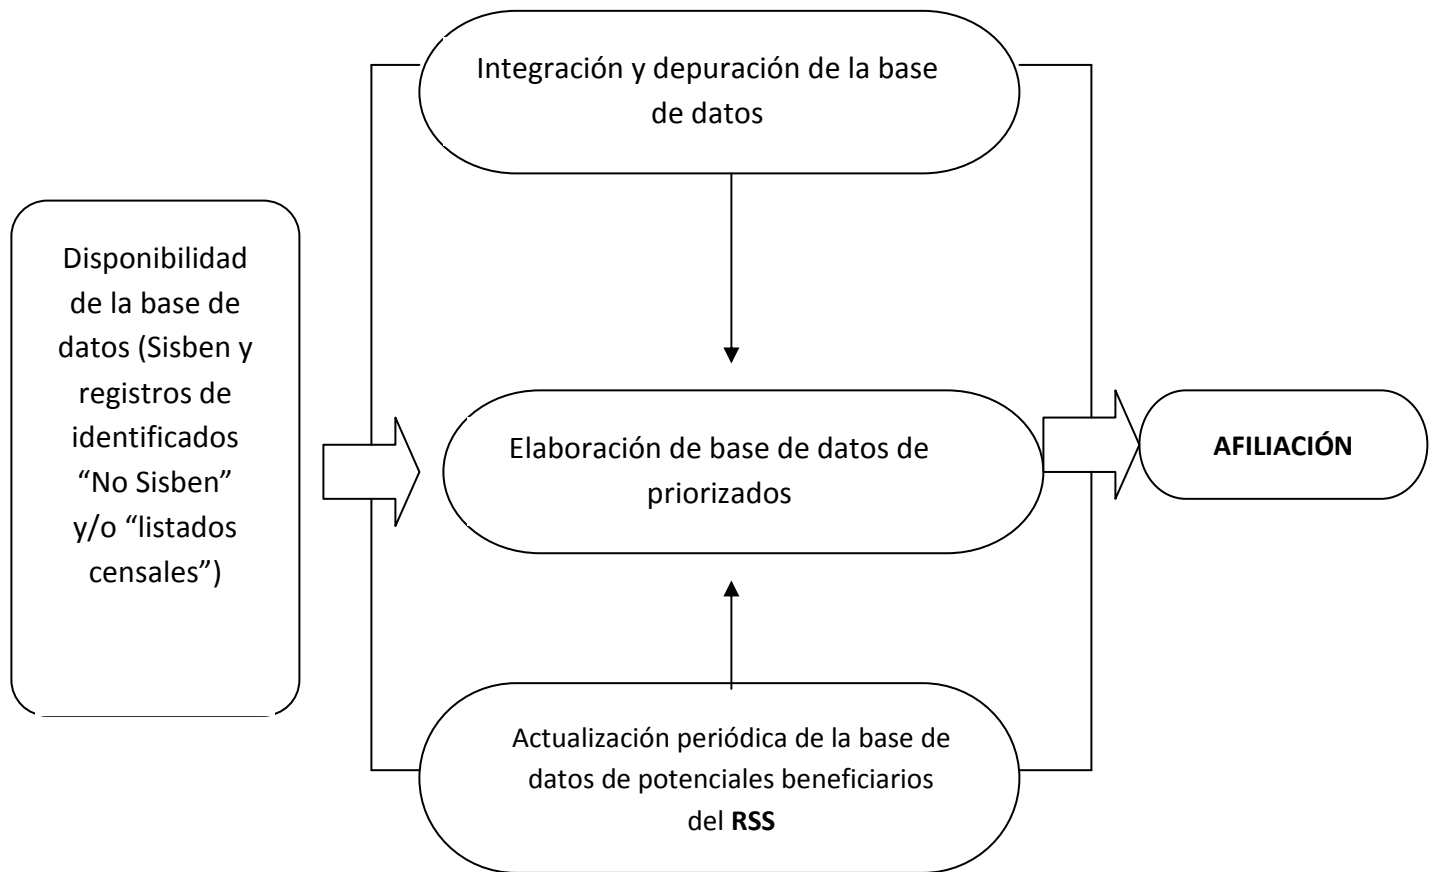 Integración y depuración de la base
de datos
Disponibilidad
de la base de
datos (Sisben y
registros de
identificados
“No Sisben”
y/o “listados
censales”)
Elaboración de base de datos de
priorizados
AFILIACIÓN
Actualización periódica de la base de
datos de potenciales beneficiarios
del RSS